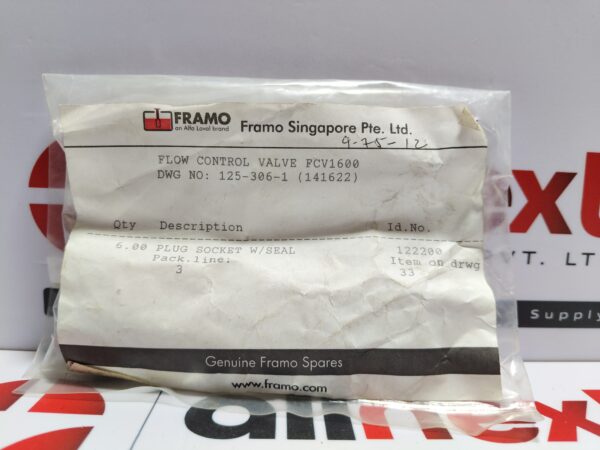 FRAMO
an Alfa Laval brand
Framo Singapore Pte. Ltd.
9-75-12
FLOW CONTROL VALVE FCV1600
DWG NO: 125-306-1 (141622)
Qty Description Id.No.
6.00 PLUG SOCKET W/SEAL 122200
Pack.line: Item on drwg
3 33
Genuine Framo Spares
www.framo.com
VT. LT
Supply